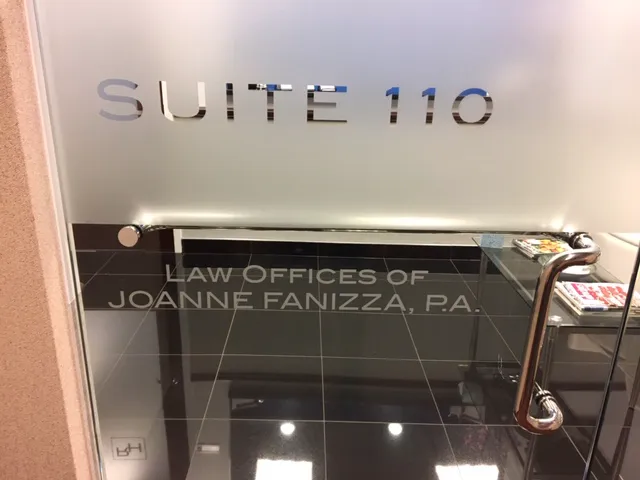 SUITE 110
LAW OFFICES OF
JOANNE FANIZZA, P.A.